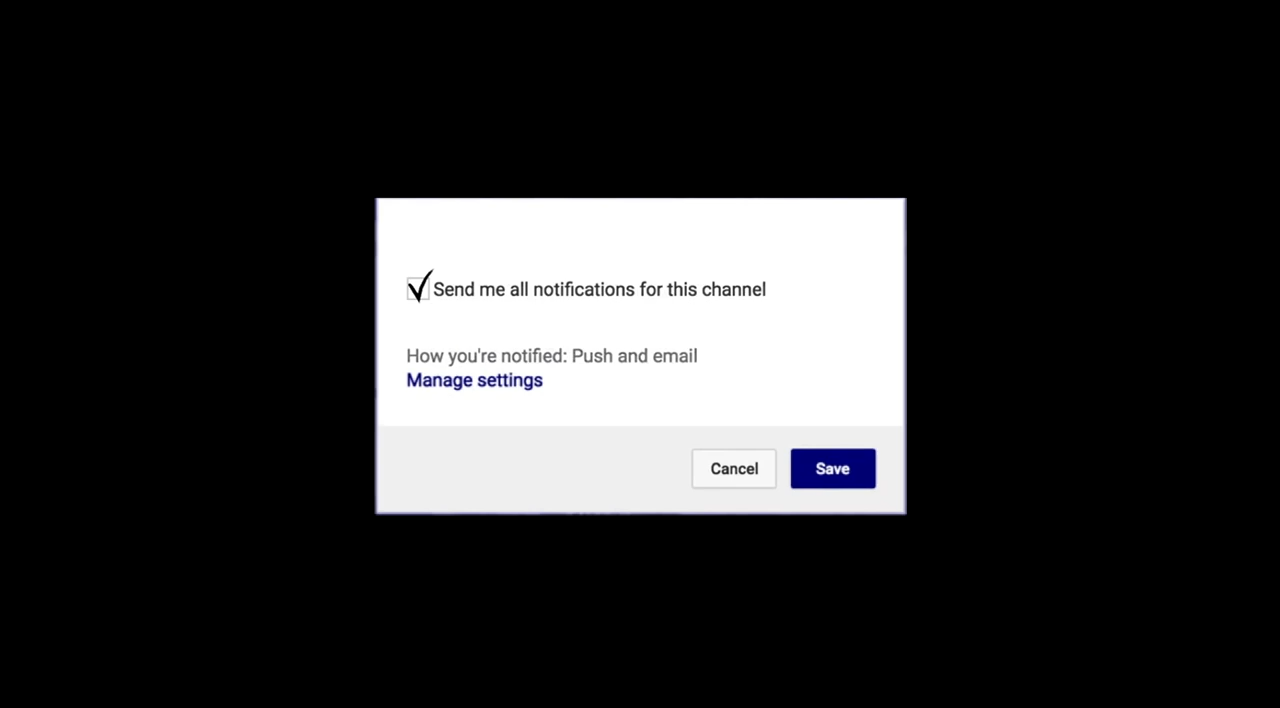 Send me all notifications for this channel
How you're notified: Push and email
Manage settings
Cancel
Save